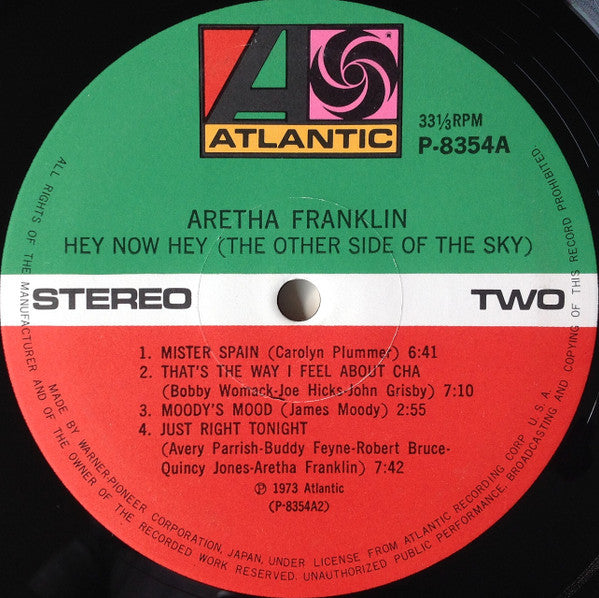 ATLANTIC
33⅓RPM
P-8354A
ARETHA FRANKLIN
HEY NOW HEY (THE OTHER SIDE OF THE SKY)
STEREO
TWO
1. MISTER SPAIN (Carolyn Plummer) 6:41
2. THAT'S THE WAY I FEEL ABOUT CHA
(Bobby Womack-Joe Hicks-John Grisby) 7:10
3. MOODY'S MOOD (James Moody) 2:55
4. JUST RIGHT TONIGHT
(Avery Parrish-Buddy Feyne-Robert Bruce-
Quincy Jones-Aretha Franklin) 7:42
℗ 1973 Atlantic
(P-8354A2)
MADE BY WARNER-PIONEER CORPORATION, JAPAN, UNDER LICENSE FROM ATLANTIC RECORDING CORP. U. S. A.
ALL RIGHTS OF THE MANUFACTURER AND OF THE OWNER OF THE RECORDED WORK RESERVED. UNAUTHORIZED PUBLIC PERFORMANCE, BROADCASTING AND COPYING OF THIS RECORD PROHIBITED.